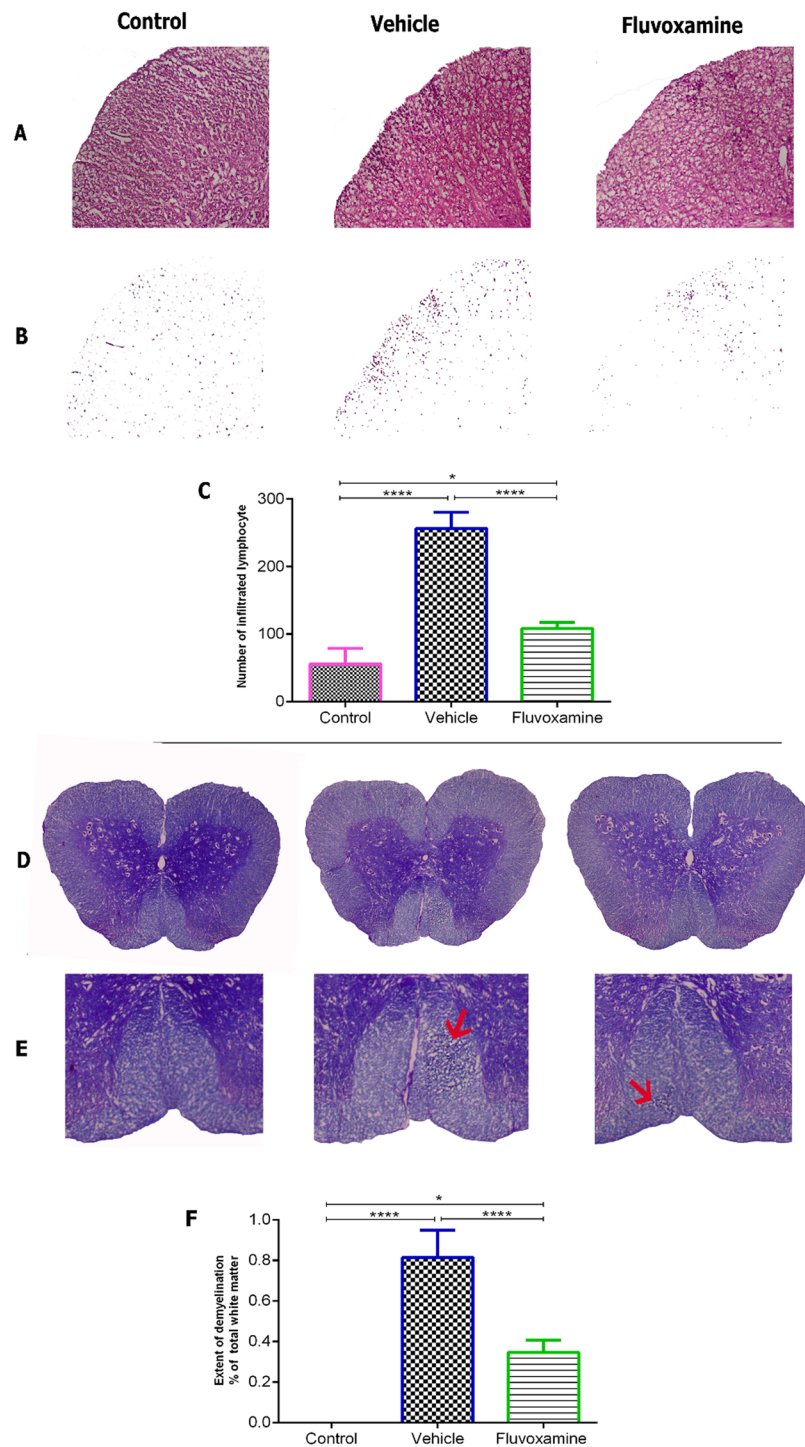 Control Vehicle Fluvoxamine
A
B
C
*
**** ****
Number of infiltrated lymphocyte
300
200
100
0
Control Vehicle Fluvoxamine
D
E
F
*
**** ****
Extent of demyelination
% of total white matter
1.0
0.8
0.6
0.4
0.2
0.0
Control Vehicle Fluvoxamine